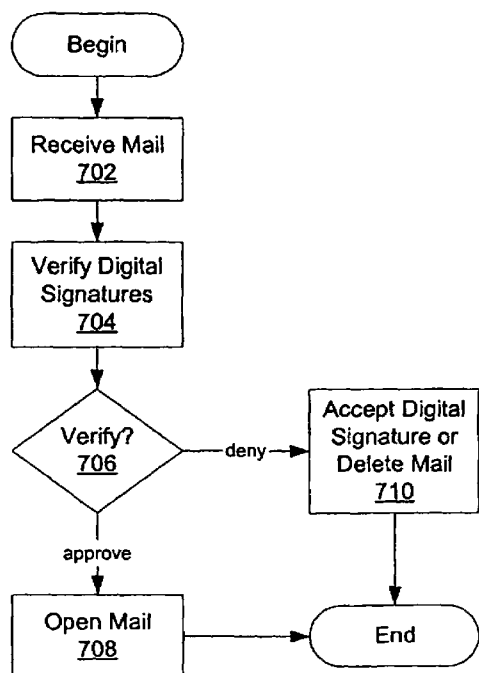 Begin
Receive Mail
702
Verify Digital
Signatures
704
Verify?
706
deny
Accept Digital
Signature or
Delete Mail
710
approve
Open Mail
708
End